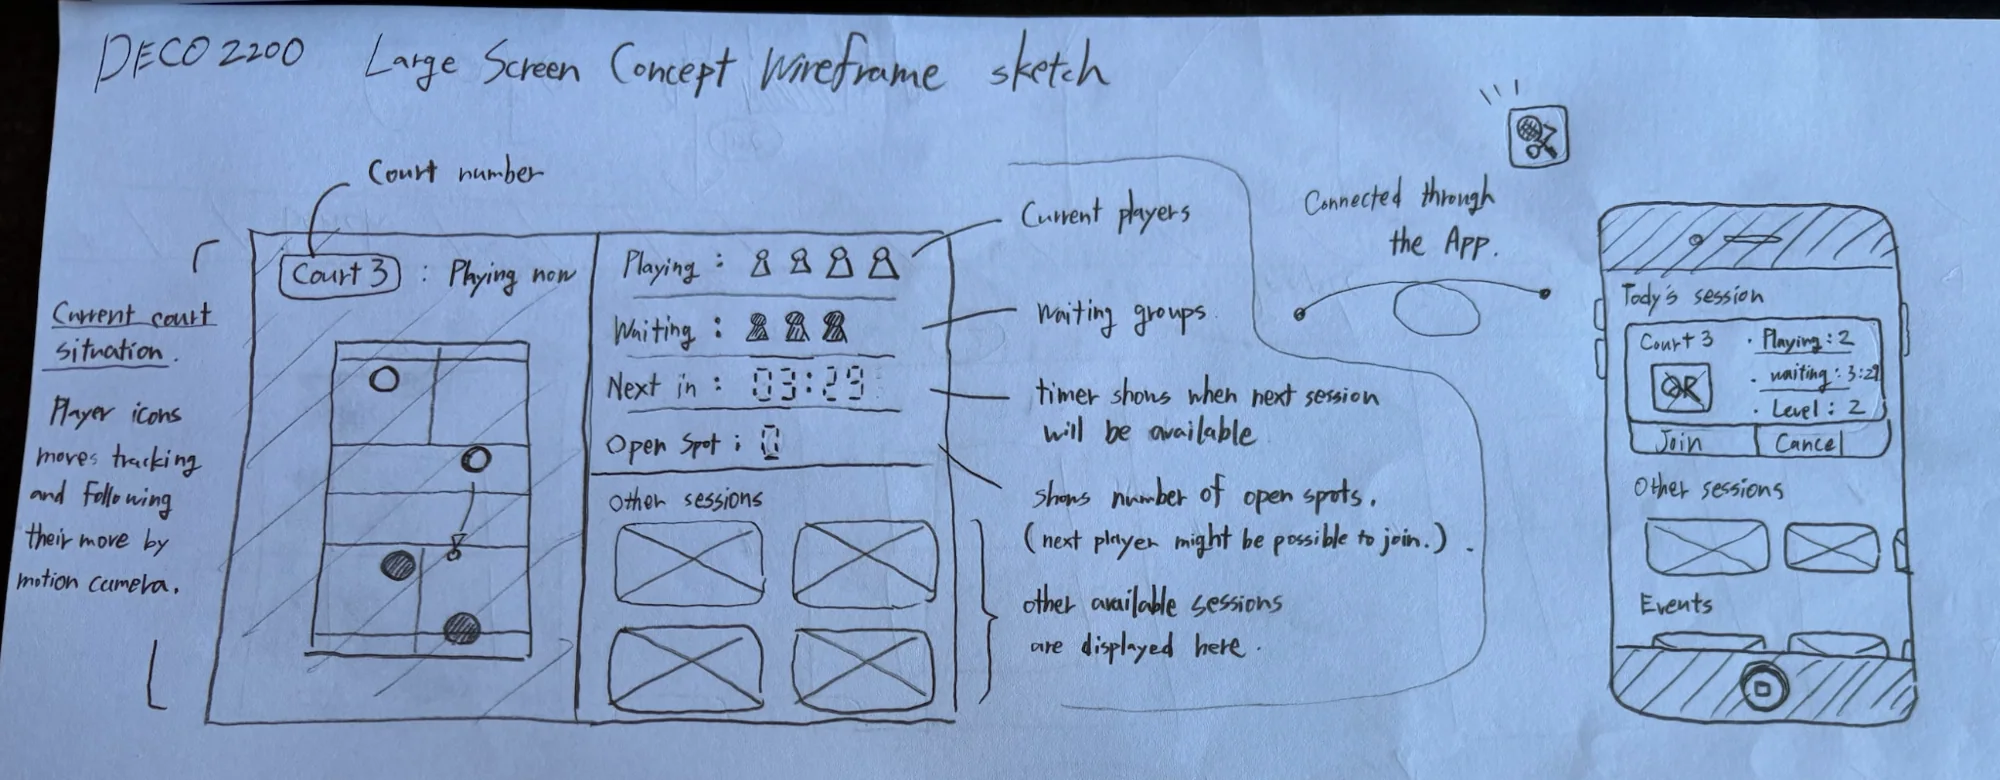 DECO2200 Large Screen Concept Wireframe sketch
Court number
Current court
situation.
Player icons
moves tracking
and following
their move by
motion camera.
Court 3 : Playing now
Playing :
Waiting :
Next in : 03:29
Open Spot : 0
Other sessions
Current players
Waiting groups.
timer shows when next session
will be available
shows number of open spots.
(next player might be possible to join.).
other available sessions
are displayed here.
Connected through
the App.
Tody's session
Court 3
QR
· Playing : 2
· waiting : 3:29
· Level : 2
Join
Cancel
Other sessions
Events